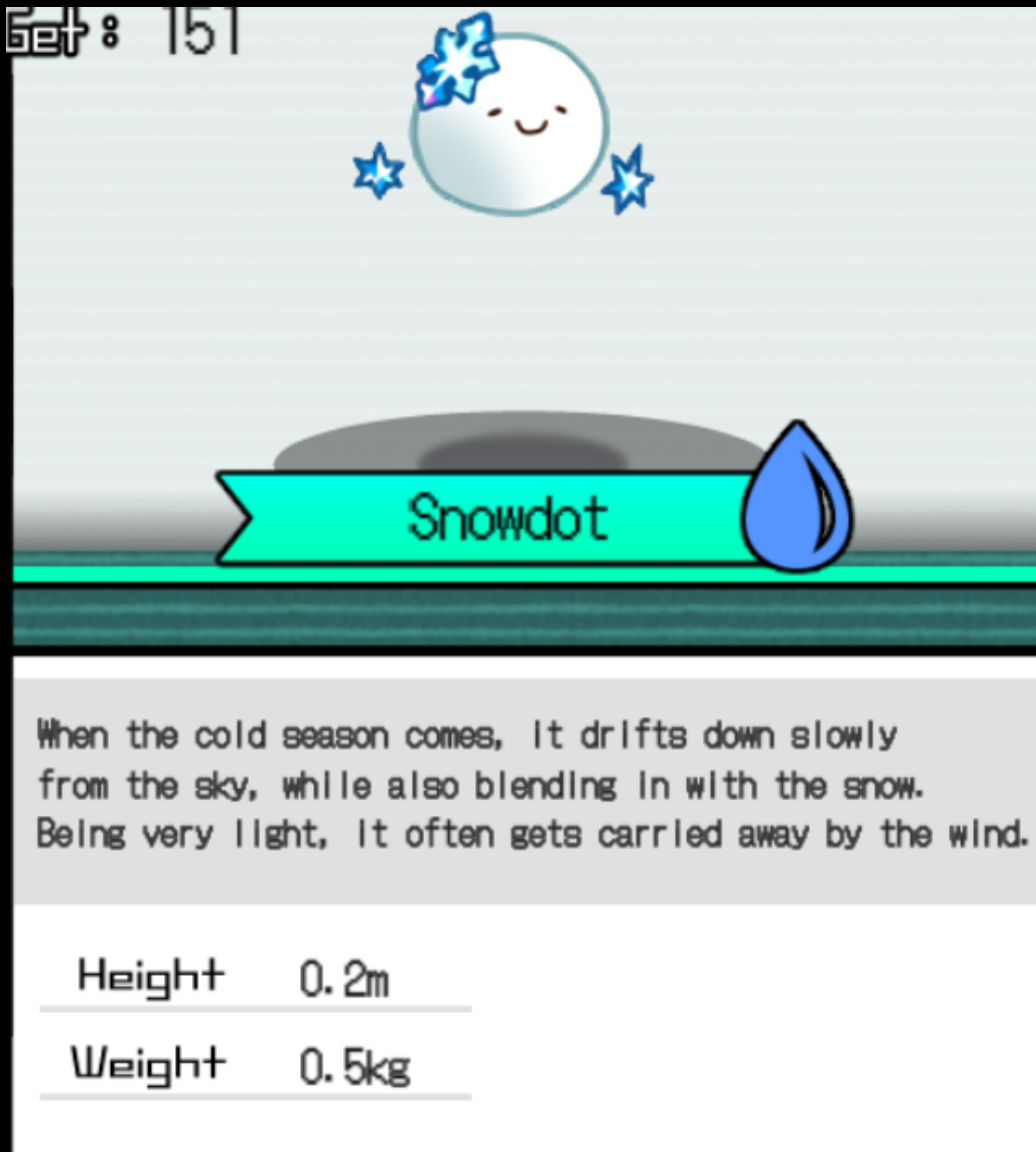 Get: 151
Snowdot
When the cold season comes, it drifts down slowly
from the sky, while also blending in with the snow.
Being very light, it often gets carried away by the wind.
Height 0.2m
Weight 0.5kg